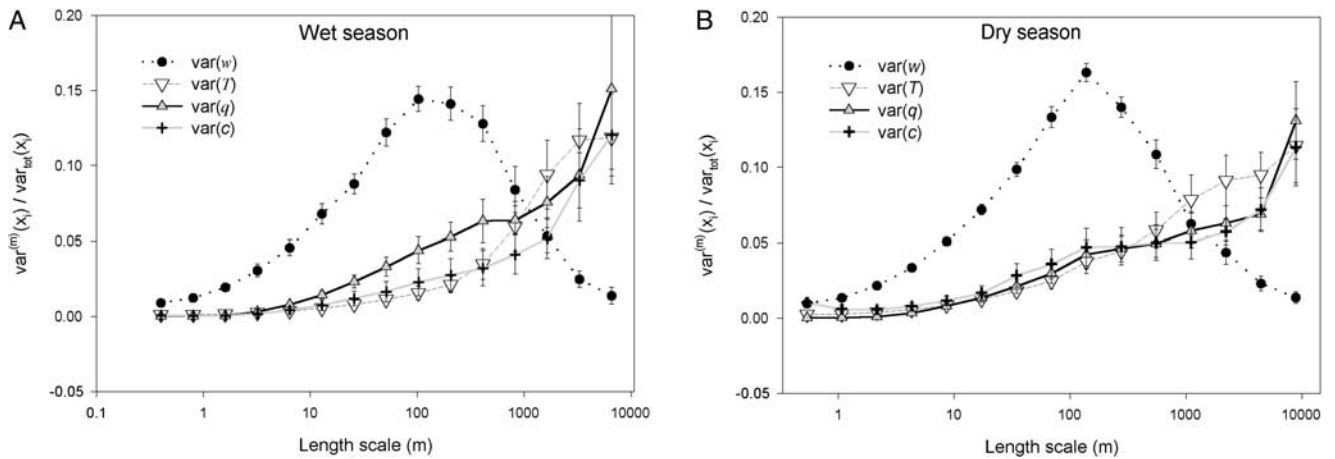 A
Wet season
var(w)
var(T)
var(q)
var(c)
var(m)(xi) / vartot(xi)
0.20
0.15
0.10
0.05
0.00
-0.05
0.1
1
10
100
1000
10000
Length scale (m)
B
Dry season
var(w)
var(T)
var(q)
var(c)
var(m)(xi) / vartot(xi)
0.20
0.15
0.10
0.05
0.00
-0.05
1
10
100
1000
10000
Length scale (m)